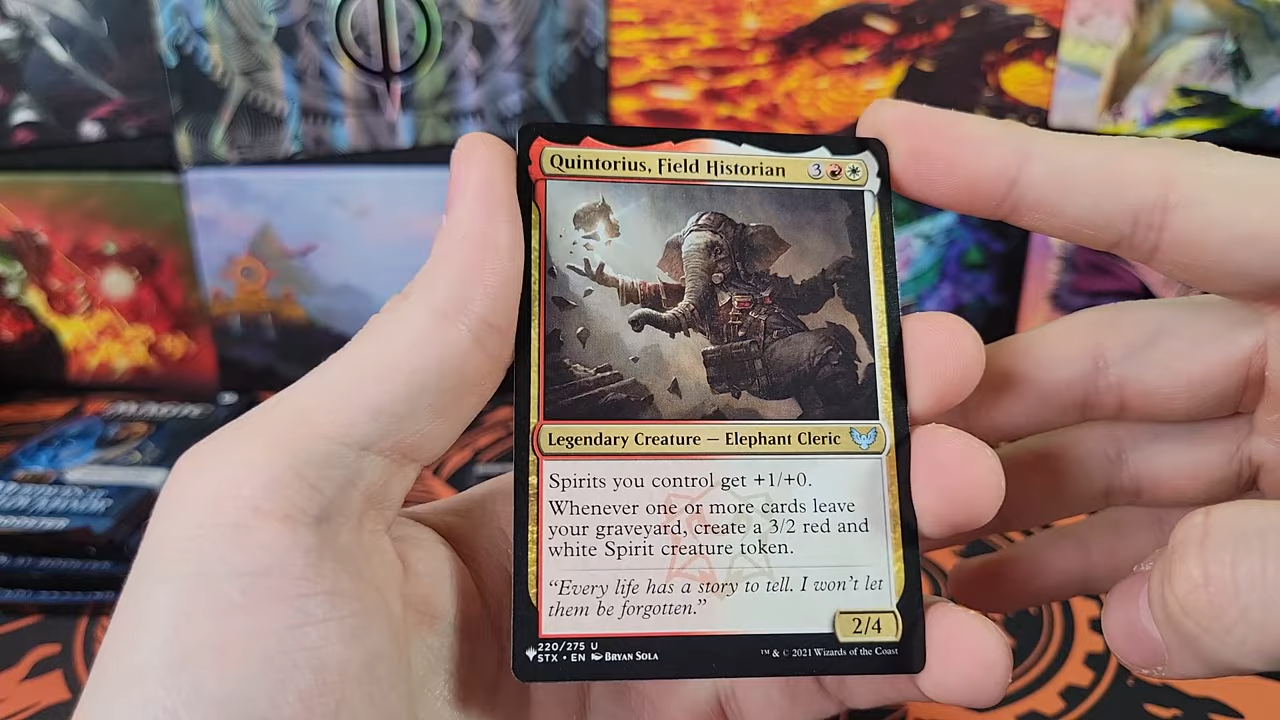 Quintorius, Field Historian 3
Legendary Creature — Elephant Cleric
Spirits you control get +1/+0.
Whenever one or more cards leave
your graveyard, create a 3/2 red and
white Spirit creature token.
“Every life has a story to tell. I won’t let
them be forgotten.”
2/4
220/275 U
STX • EN Bryan Sola
™ & © 2021 Wizards of the Coast